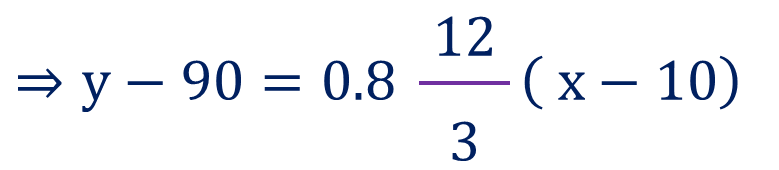 ⇒ y − 90 = 0.8 12/3 ( x − 10)